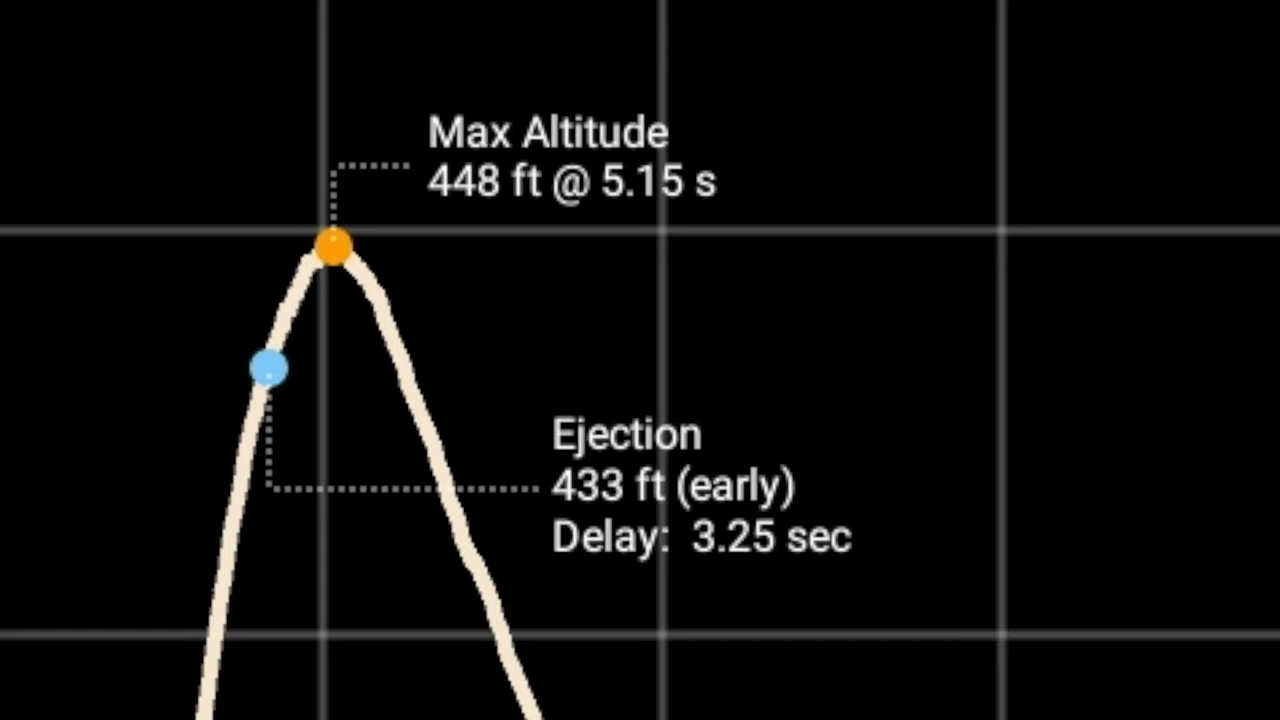 Max Altitude
448 ft @ 5.15 s
Ejection
433 ft (early)
Delay:  3.25 sec